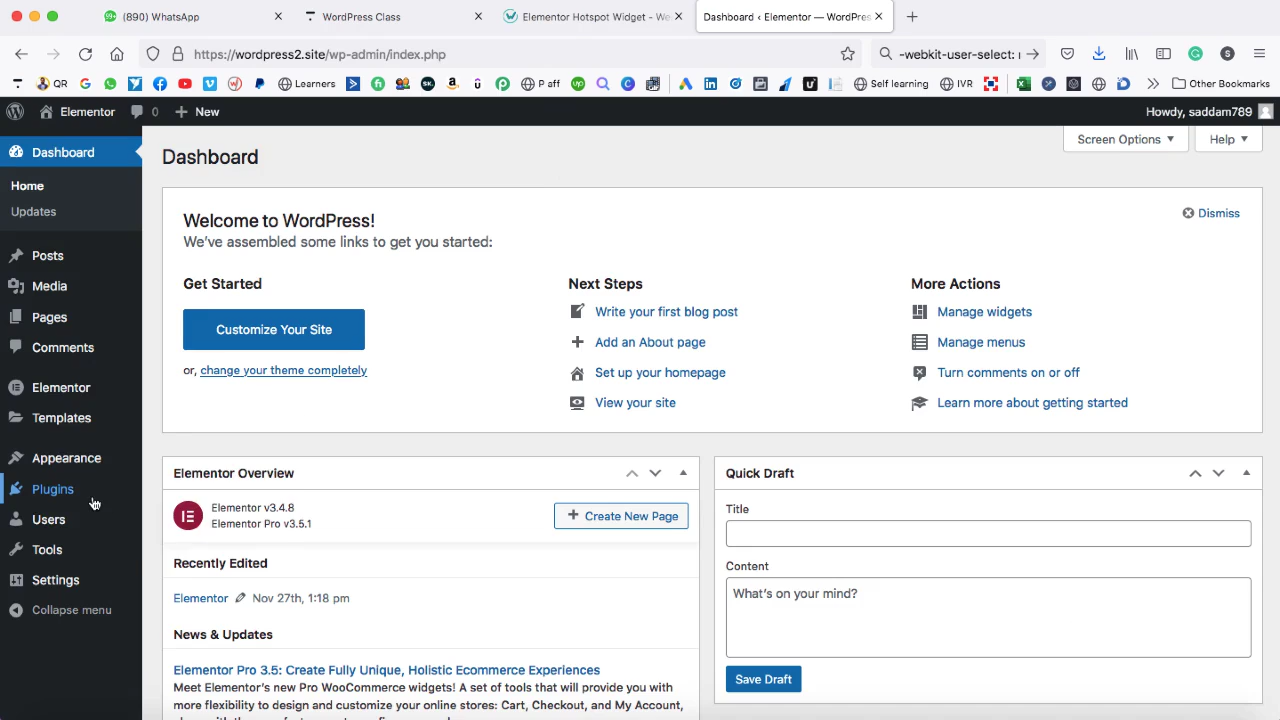 (890) WhatsApp
WordPress Class
Elementor Hotspot Widget - We
Dashboard ‹ Elementor — WordPres
https://wordpress2.site/wp-admin/index.php
-webkit-user-select: n
QR
Learners
P aff
Self learning
IVR
Other Bookmarks
Elementor
0
New
Howdy, saddam789
Dashboard
Home
Updates
Posts
Media
Pages
Comments
Elementor
Templates
Appearance
Plugins
Users
Tools
Settings
Collapse menu
Dashboard
Screen Options
Help
Welcome to WordPress!
We've assembled some links to get you started:
Dismiss
Get Started
Customize Your Site
or, change your theme completely
Next Steps
Write your first blog post
Add an About page
Set up your homepage
View your site
More Actions
Manage widgets
Manage menus
Turn comments on or off
Learn more about getting started
Elementor Overview
Elementor v3.4.8
Elementor Pro v3.5.1
Create New Page
Recently Edited
Elementor Nov 27th, 1:18 pm
News & Updates
Elementor Pro 3.5: Create Fully Unique, Holistic Ecommerce Experiences
Meet Elementor's new Pro WooCommerce widgets! A set of tools that will provide you with
more flexibility to design and customize your online stores: Cart, Checkout, and My Account,
Quick Draft
Title
Content
What's on your mind?
Save Draft